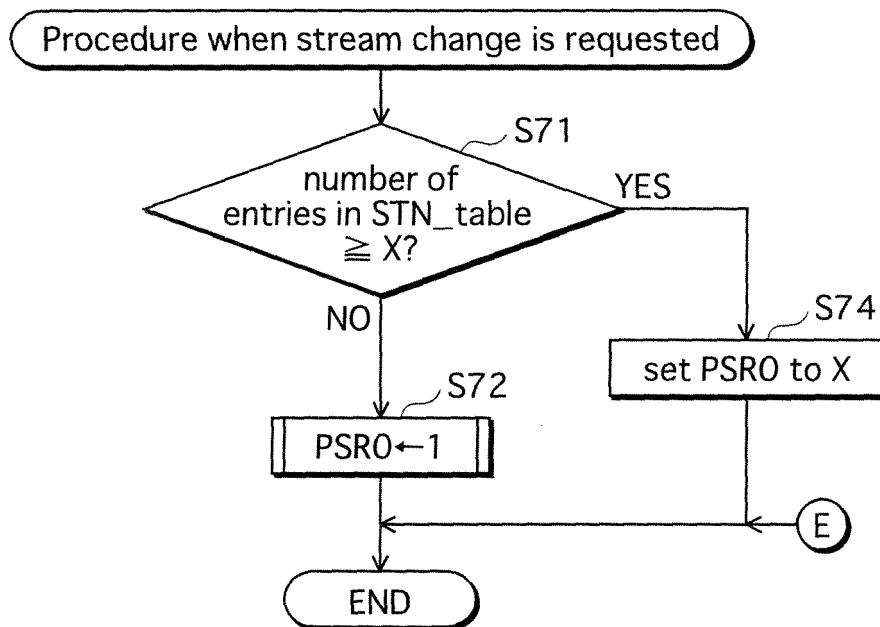 Procedure when stream change is requested
S71
number of
entries in STN_table
≧ X?
YES
NO
S74
set PSR0 to X
S72
PSR0←1
E
END